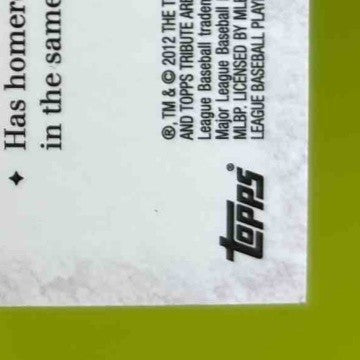 ✦ Has homer
in the same
®, TM & © 2012 THE T
AND TOPPS TRIBUTE ARE
League Baseball tradem
Major League Baseball
MLBP. LICENSED BY ML
LEAGUE BASEBALL PLAY
topps®